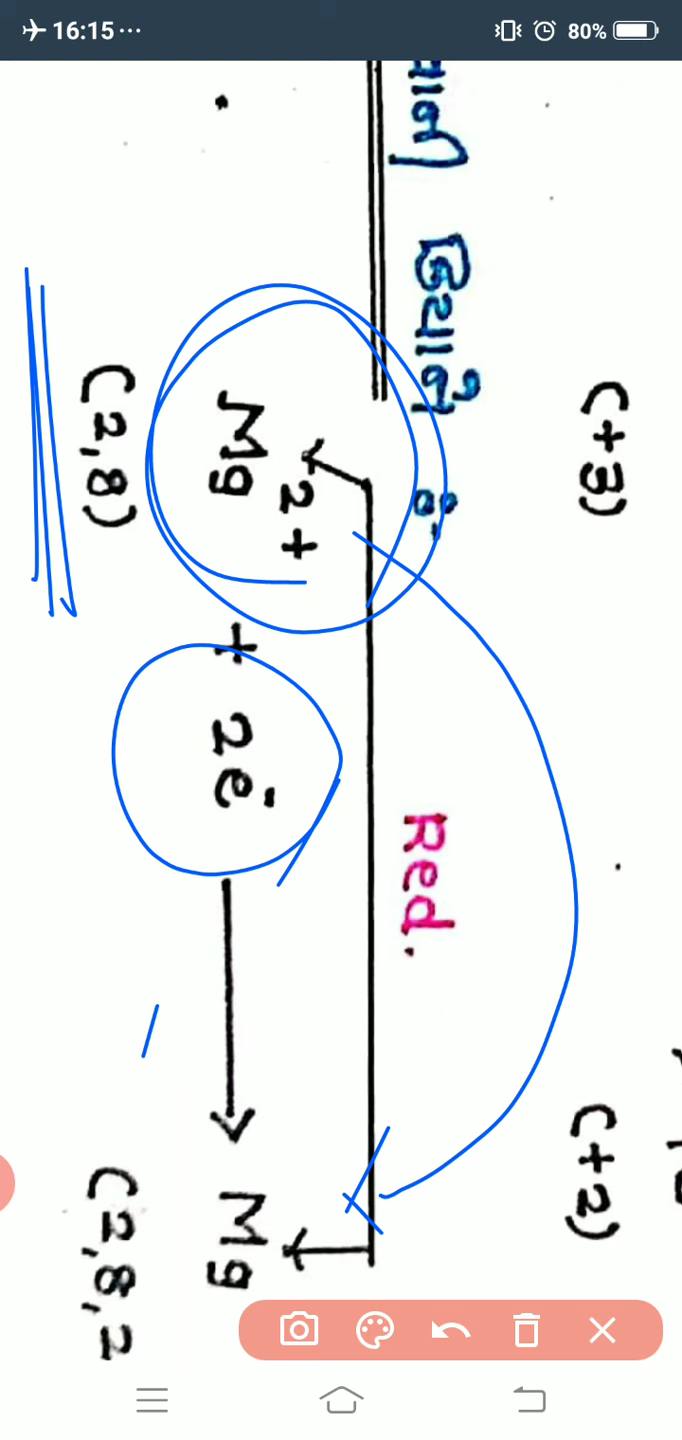 16:15 ... 80%
(+3) (+2)
Red.
Mg²⁺ + 2e⁻ → Mg
(2,8) (2,8,2